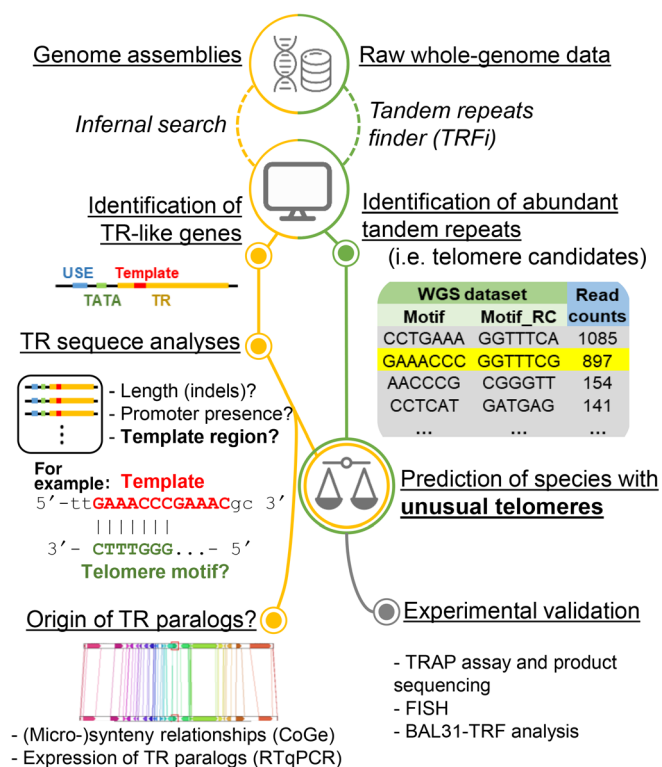 Genome assemblies
Raw whole-genome data
Infernal search
Tandem repeats
finder (TRFi)
Identification of
TR-like genes
Identification of abundant
tandem repeats
(i.e. telomere candidates)
USE Template
TATA TR
WGS dataset Read
counts
Motif Motif_RC
CCTGAAA GGTTTCA 1085
GAAACCC GGTTTCG 897
AACCCG CGGGTT 154
CCTCAT GATGAG 141
... ... ...
TR sequece analyses
- Length (indels)?
- Promoter presence?
- Template region?
For
example: Template
5′-ttGAAACCCGAAACgc 3′
| | | | | | |
3′- CTTTGGG...- 5′
Telomere motif?
Prediction of species with
unusual telomeres
Origin of TR paralogs?
- (Micro-)synteny relationships (CoGe)
- Expression of TR paralogs (RTqPCR)
Experimental validation
- TRAP assay and product
sequencing
- FISH
- BAL31-TRF analysis